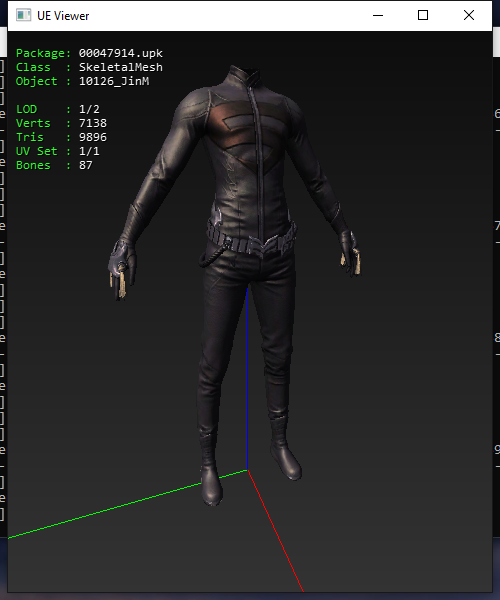 UE Viewer
Package: 00047914.upk
Class : SkeletalMesh
Object : 10126_JinM
LOD : 1/2
Verts : 7138
Tris : 9896
UV Set : 1/1
Bones : 87